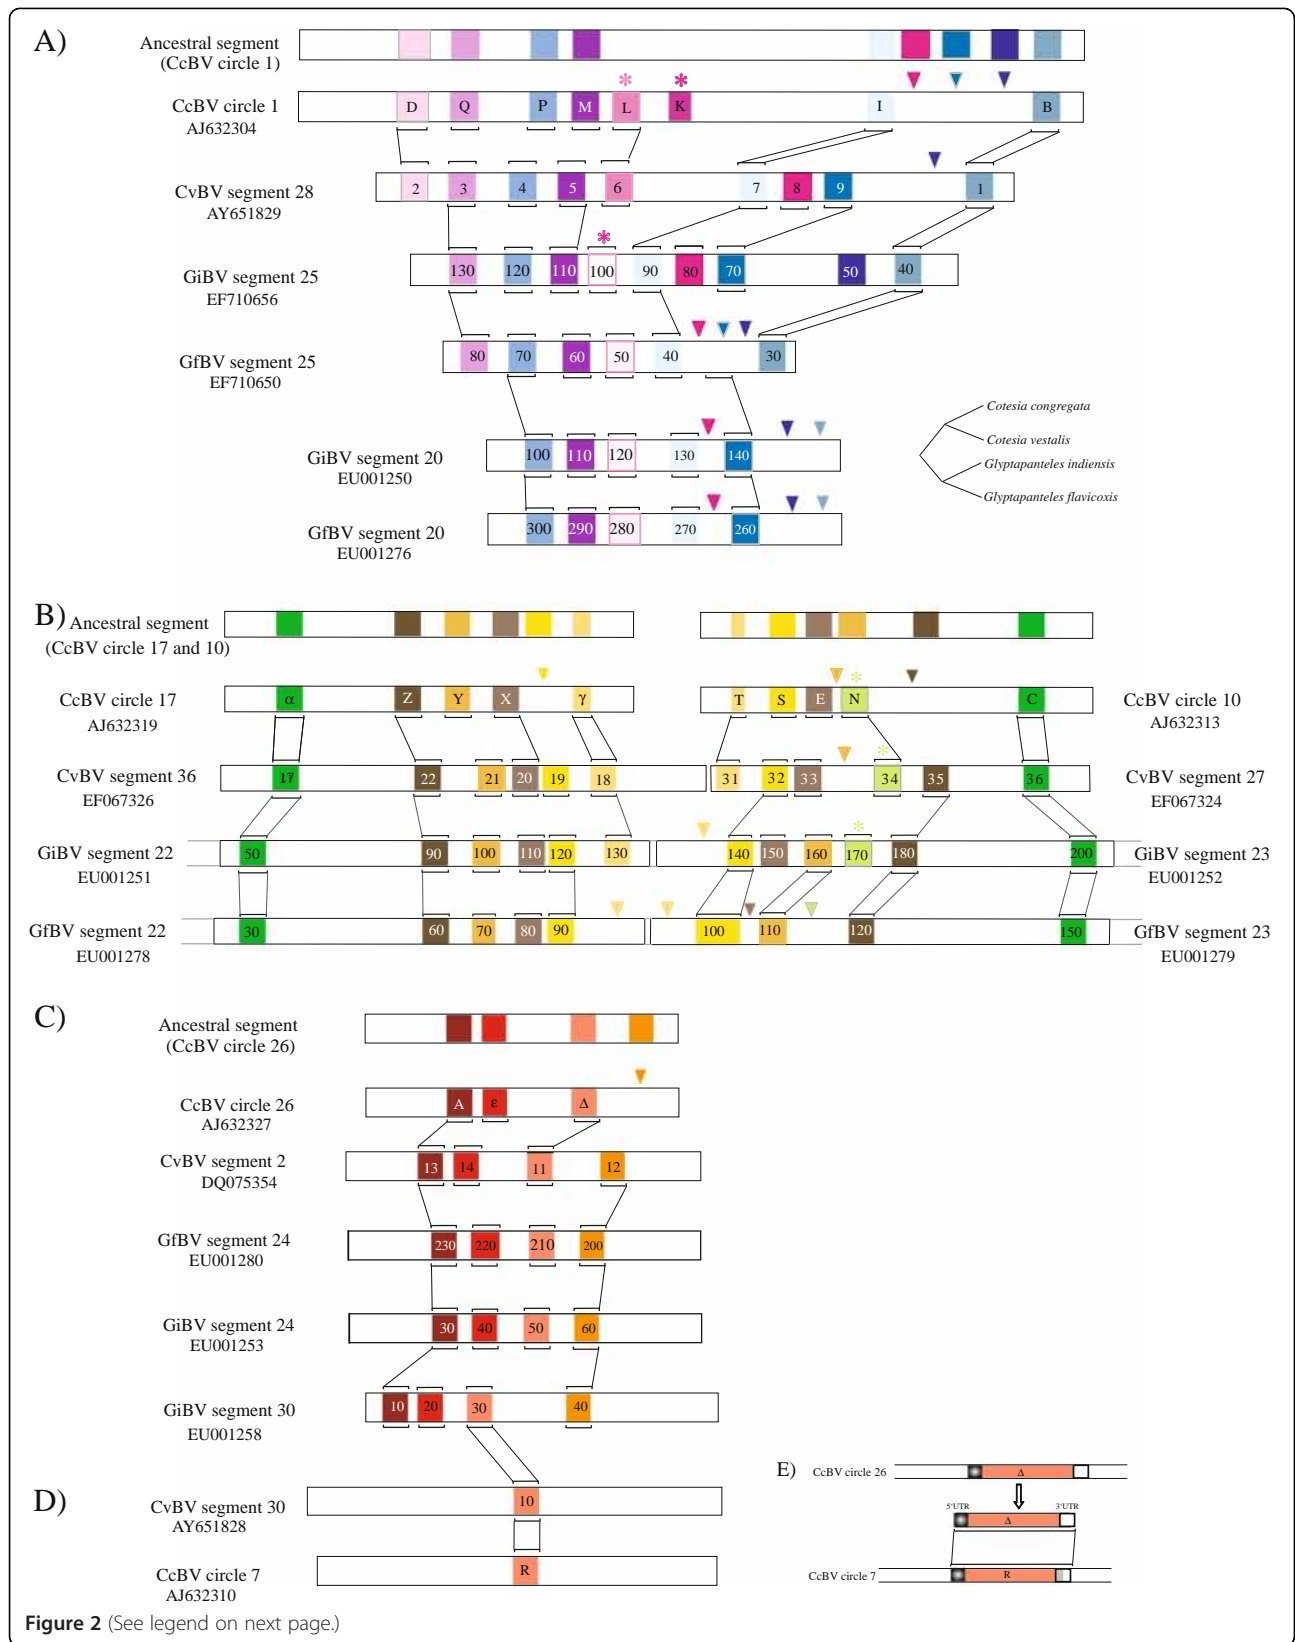 A)
Ancestral segment
(CcBV circle 1)
CcBV circle 1
AJ632304
D Q P M L K I B
CvBV segment 28
AY651829
2 3 4 5 6 7 8 9 1
GiBV segment 25
EF710656
130 120 110 100 90 80 70 50 40
GfBV segment 25
EF710650
80 70 60 50 40 30
GiBV segment 20
EU001250
100 110 120 130 140
GfBV segment 20
EU001276
300 290 280 270 260
Cotesia congregata
Cotesia vestalis
Glyptapanteles indiensis
Glyptapanteles flavicoxis
B)
Ancestral segment
(CcBV circle 17 and 10)
CcBV circle 17
AJ632319
α Z Y X γ
T S E N C
CcBV circle 10
AJ632313
CvBV segment 36
EF067326
17 22 21 20 19 18
31 32 33 34 35 36
CvBV segment 27
EF067324
GiBV segment 22
EU001251
50 90 100 110 120 130
140 150 160 170 180 200
GiBV segment 23
EU001252
GfBV segment 22
EU001278
30 60 70 80 90
100 110 120 150
GfBV segment 23
EU001279
C)
Ancestral segment
(CcBV circle 26)
CcBV circle 26
AJ632327
A ε Δ
CvBV segment 2
DQ075354
13 14 11 12
GfBV segment 24
EU001280
230 220 210 200
GiBV segment 24
EU001253
30 40 50 60
GiBV segment 30
EU001258
10 20 30 40
D)
CvBV segment 30
AY651828
10
CcBV circle 7
AJ632310
R
E)
CcBV circle 26
Δ
5'UTR 3'UTR
Δ
CcBV circle 7
R
Figure 2 (See legend on next page.)